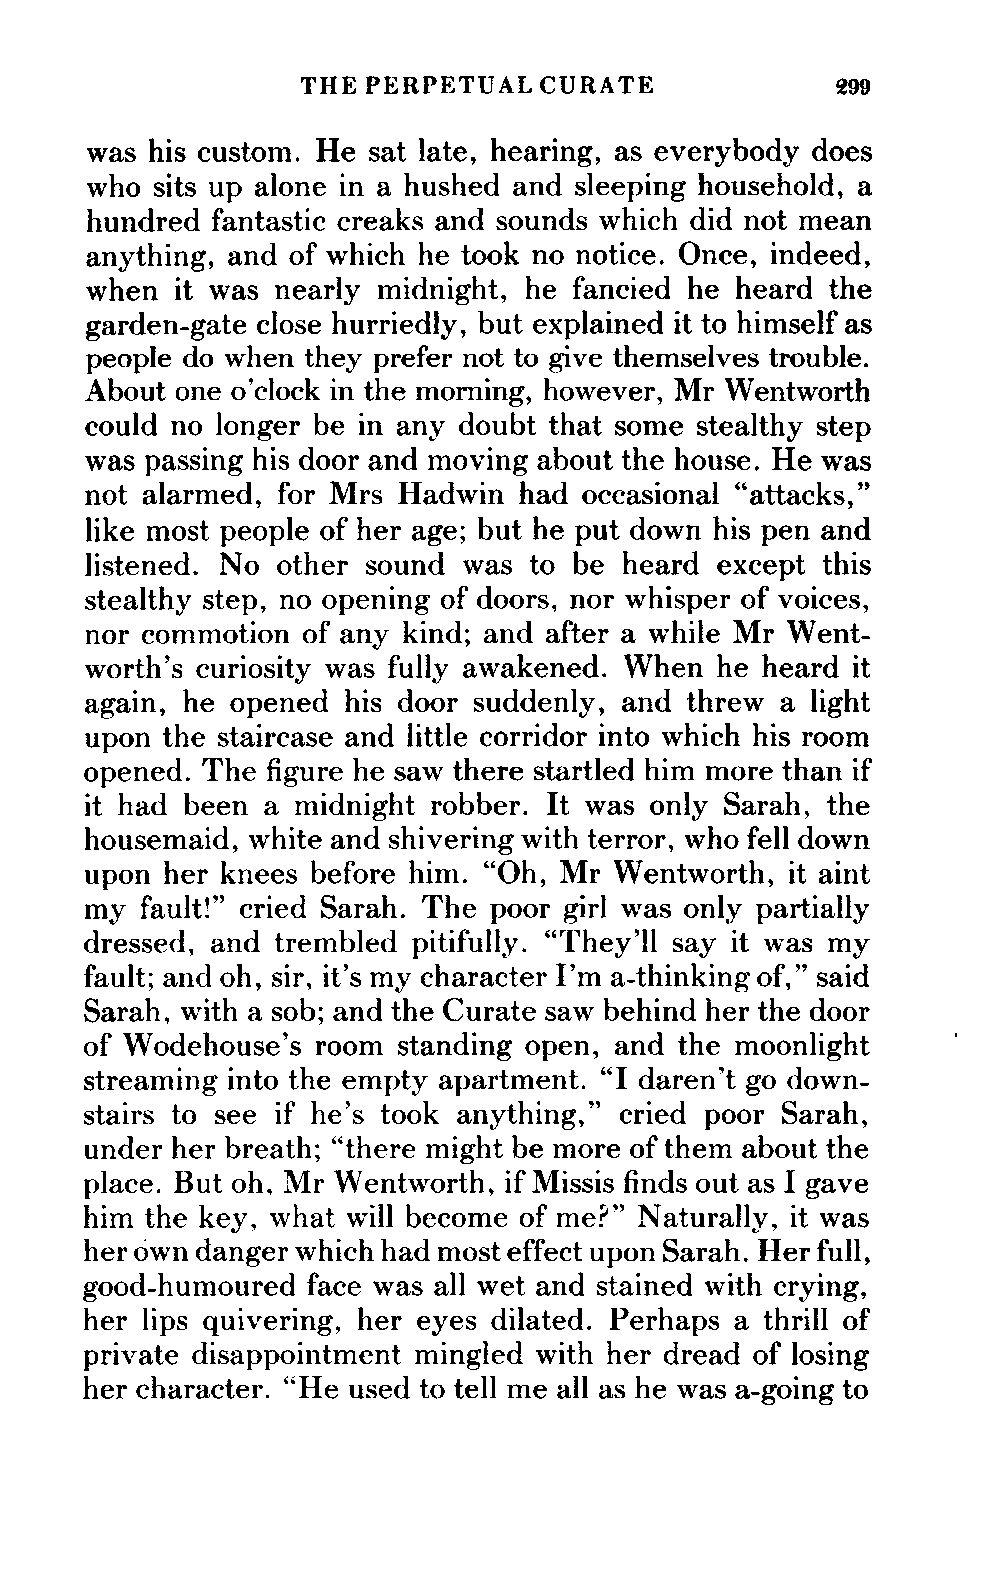 THE PERPETUAL CURATE 299
was his custom. He sat late, hearing, as everybody does
who sits up alone in a hushed and sleeping household, a
hundred fantastic creaks and sounds which did not mean
anything, and of which he took no notice. Once, indeed,
when it was nearly midnight, he fancied he heard the
garden-gate close hurriedly, but explained it to himself as
people do when they prefer not to give themselves trouble.
About one o’clock in the morning, however, Mr Wentworth
could no longer be in any doubt that some stealthy step
was passing his door and moving about the house. He was
not alarmed, for Mrs Hadwin had occasional “attacks,”
like most people of her age; but he put down his pen and
listened. No other sound was to be heard except this
stealthy step, no opening of doors, nor whisper of voices,
nor commotion of any kind; and after a while Mr Went-
worth’s curiosity was fully awakened. When he heard it
again, he opened his door suddenly, and threw a light
upon the staircase and little corridor into which his room
opened. The figure he saw there startled him more than if
it had been a midnight robber. It was only Sarah, the
housemaid, white and shivering with terror, who fell down
upon her knees before him. “Oh, Mr Wentworth, it aint
my fault!” cried Sarah. The poor girl was only partially
dressed, and trembled pitifully. “They’ll say it was my
fault; and oh, sir, it’s my character I’m a-thinking of,” said
Sarah, with a sob; and the Curate saw behind her the door
of Wodehouse’s room standing open, and the moonlight
streaming into the empty apartment. “I daren’t go down-
stairs to see if he’s took anything,” cried poor Sarah,
under her breath; “there might be more of them about the
place. But oh, Mr Wentworth, if Missis finds out as I gave
him the key, what will become of me?” Naturally, it was
her own danger which had most effect upon Sarah. Her full,
good-humoured face was all wet and stained with crying,
her lips quivering, her eyes dilated. Perhaps a thrill of
private disappointment mingled with her dread of losing
her character. “He used to tell me all as he was a-going to